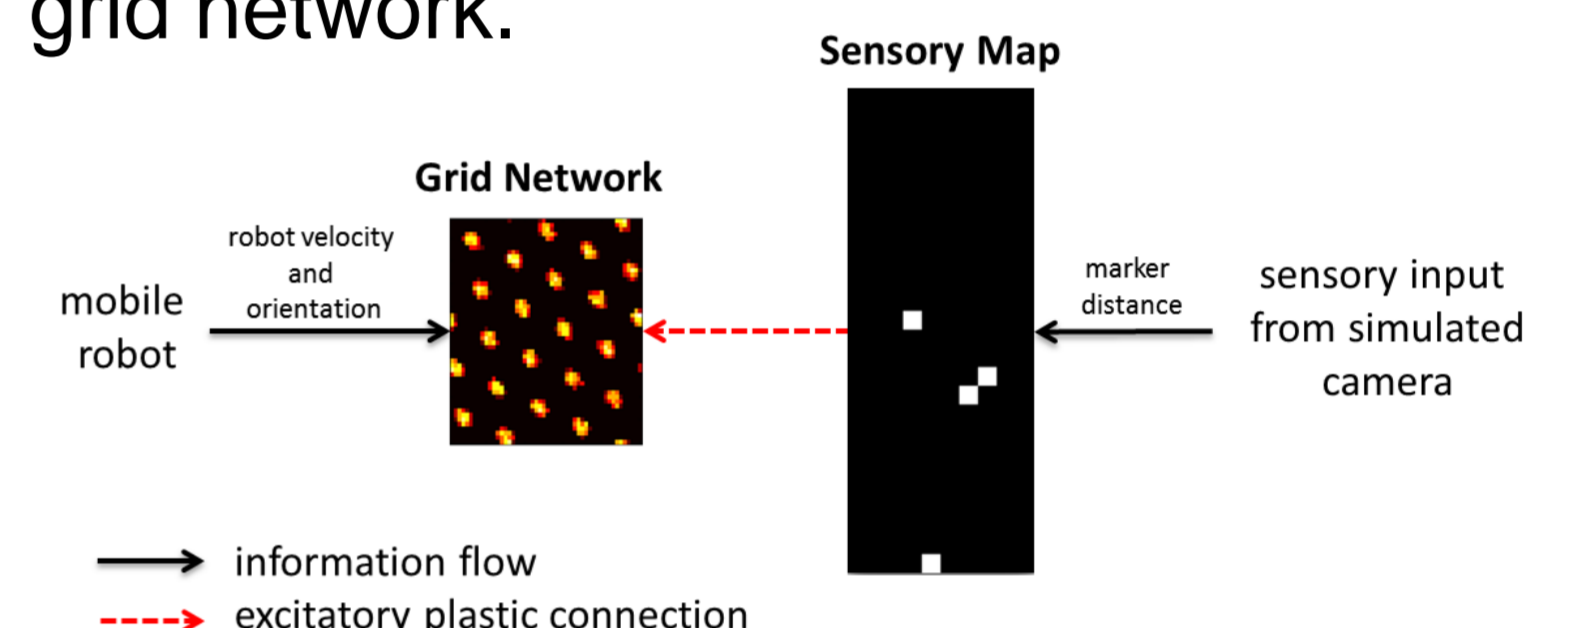 grid network.
Sensory Map
Grid Network
robot velocity
and
orientation
mobile
robot
marker
distance
sensory input
from simulated
camera
information flow
excitatory plastic connection